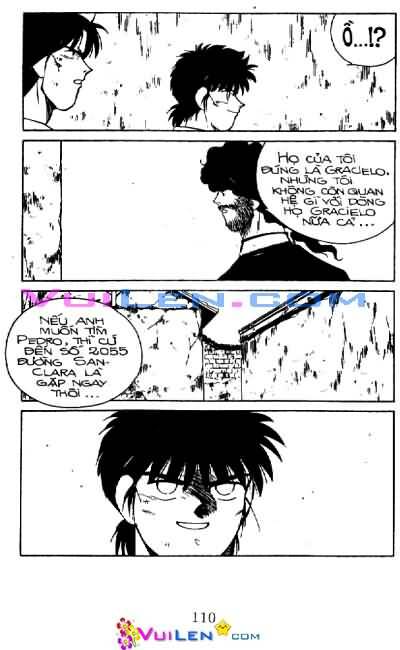 Ồ...!?
HỌ CỦA TÔI
ĐÚNG LÀ GRACIELO.
NHƯNG TÔI
KHÔNG CÒN QUAN
HỆ GÌ VỚI DÒNG
HỌ GRACIELO
NỮA CẢ...
VUILEN.COM
NẾU ANH
MUỐN TÌM
PEDRO, THÌ CỨ
ĐẾN SỐ 2055
ĐƯỜNG SAN-
CLARA LÀ
GẶP NGAY
THÔI...
110
VUILEN COM